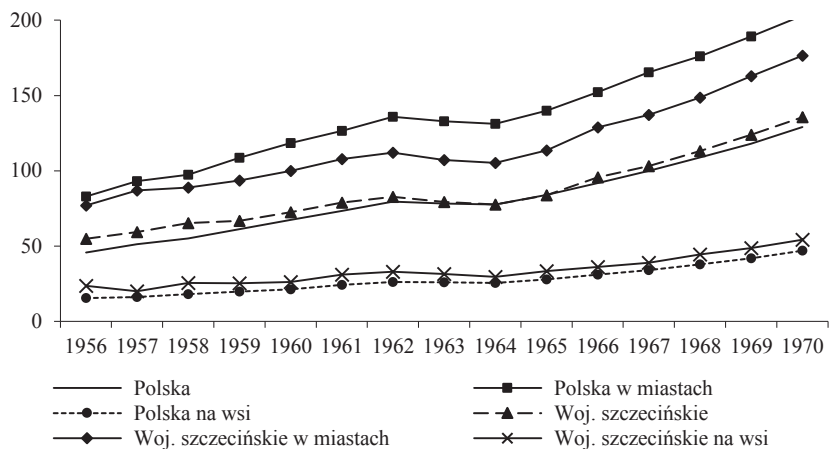 200
150
100
50
0
1956 1957 1958 1959 1960 1961 1962 1963 1964 1965 1966 1967 1968 1969 1970
Polska Polska w miastach
Polska na wsi Woj. szczecińskie
Woj. szczecińskie w miastach Woj. szczecińskie na wsi